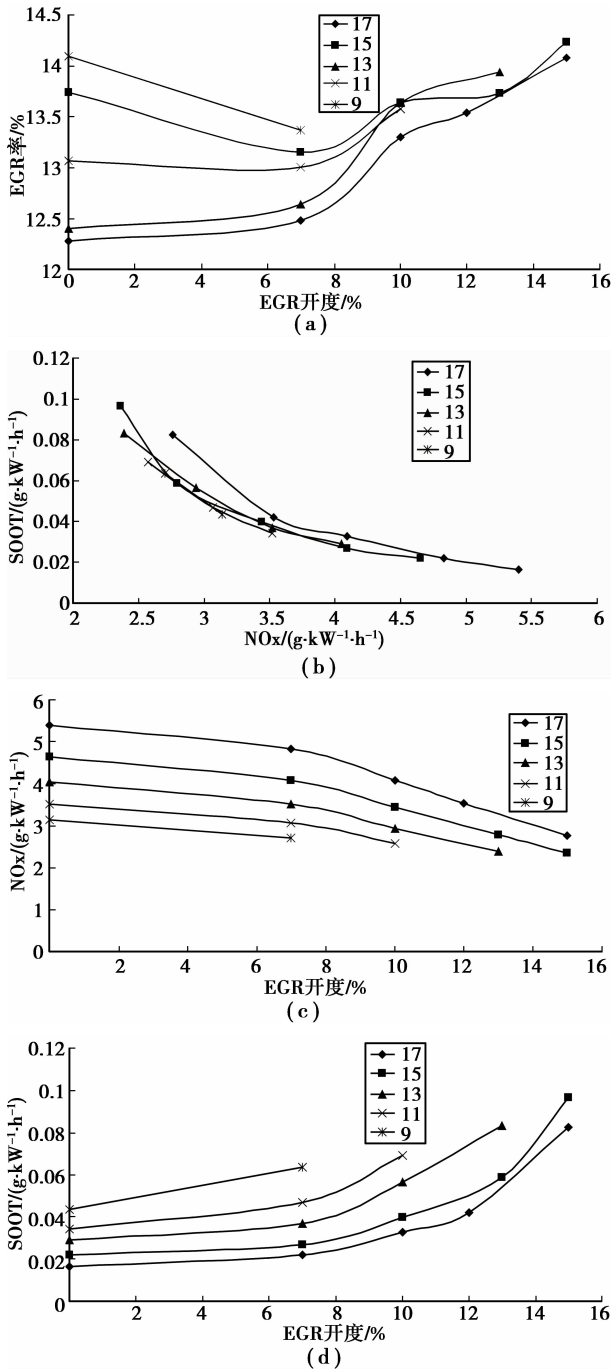 14.5
14
13.5
13
12.5
12
EGR率/%
17
15
13
11
9
0 2 4 6 8 10 12 14 16
EGR开度/%
(a)
0.12
0.1
0.08
0.06
0.04
0.02
0
SOOT/(g·kW⁻¹·h⁻¹)
17
15
13
11
9
2 2.5 3 3.5 4 4.5 5 5.5 6
NOx/(g·kW⁻¹·h⁻¹)
(b)
6
5
4
3
2
1
0
NOx/(g·kW⁻¹·h⁻¹)
17
15
13
11
9
2 4 6 8 10 12 14 16
EGR开度/%
(c)
0.12
0.1
0.08
0.06
0.04
0.02
0
SOOT/(g·kW⁻¹·h⁻¹)
17
15
13
11
9
0 2 4 6 8 10 12 14 16
EGR开度/%
(d)